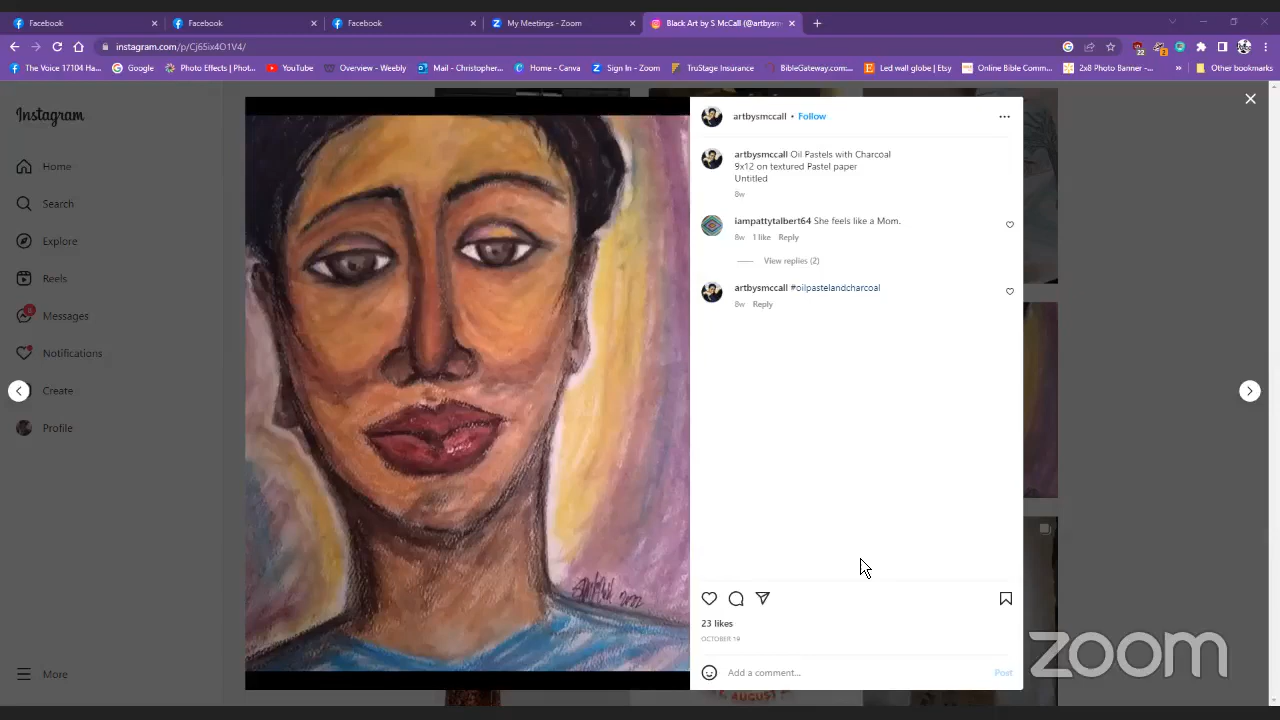 Facebook
Facebook
Facebook
My Meetings - Zoom
Black Art by S McCall (@artbysm
instagram.com/p/Cj65ix4O1V4/
The Voice 17104 Ha...
Google
Photo Effects | Phot...
YouTube
Overview - Weebly
Mail - Christopher...
Home - Canva
Sign In - Zoom
TruStage Insurance
BibleGateway.com:...
Led wall globe | Etsy
Online Bible Comm...
2x8 Photo Banner -...
»
Other bookmarks
Instagram
Home
Search
Explore
Reels
Messages
Notifications
Create
Profile
More
artbysmccall • Follow
artbysmccall Oil Pastels with Charcoal
9x12 on textured Pastel paper
Untitled
8w
iampattytalbert64 She feels like a Mom.
8w 1 like Reply
View replies (2)
artbysmccall #oilpastelandcharcoal
8w Reply
2022
23 likes
OCTOBER 19
Add a comment...
Post
zoom
AUGUST